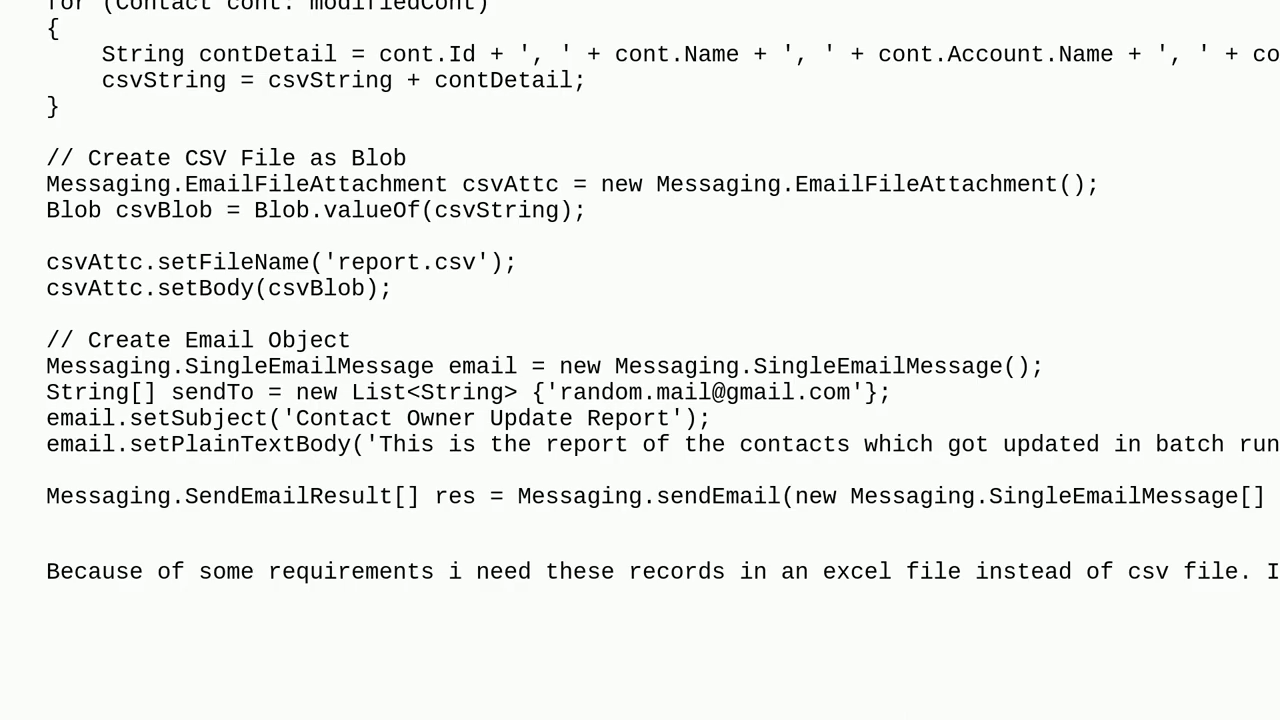 for (Contact cont: modifiedCont)
{
    String contDetail = cont.Id + ', ' + cont.Name + ', ' + cont.Account.Name + ', ' + co
    csvString = csvString + contDetail;
}
// Create CSV File as Blob
Messaging.EmailFileAttachment csvAttc = new Messaging.EmailFileAttachment();
Blob csvBlob = Blob.valueOf(csvString);
csvAttc.setFileName('report.csv');
csvAttc.setBody(csvBlob);
// Create Email Object
Messaging.SingleEmailMessage email = new Messaging.SingleEmailMessage();
String[] sendTo = new List<String> {'random.mail@gmail.com'};
email.setSubject('Contact Owner Update Report');
email.setPlainTextBody('This is the report of the contacts which got updated in batch run
Messaging.SendEmailResult[] res = Messaging.sendEmail(new Messaging.SingleEmailMessage[]
Because of some requirements i need these records in an excel file instead of csv file. I